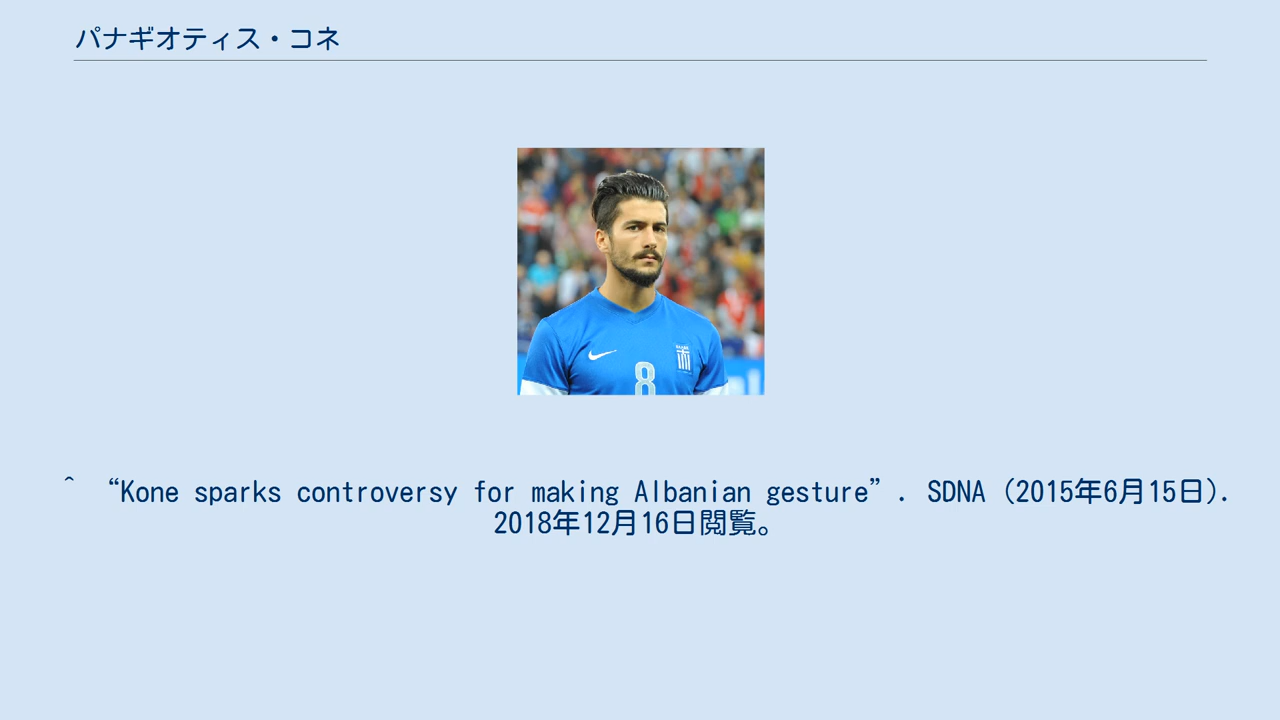 パナギオティス・コネ
8
^ “Kone sparks controversy for making Albanian gesture”. SDNA (2015年6月15日).
2018年12月16日閲覧。